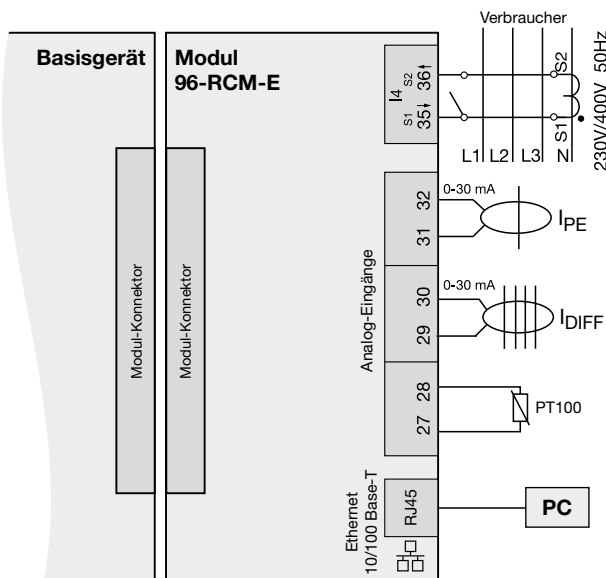 Verbraucher
Basisgerät
Modul
96-RCM-E
I4
S2
36
S1
35
S2
S1
230V/400V 50Hz
L1
L2
L3
N
0-30 mA
32
31
IPE
Modul-Konnektor
Modul-Konnektor
Analog-Eingänge
0-30 mA
30
29
IDIFF
28
27
PT100
Ethernet
10/100 Base-T
RJ45
PC